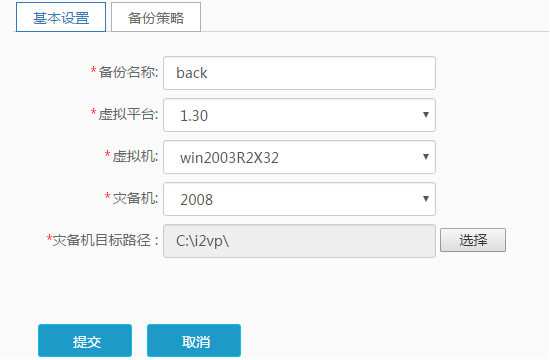 基本设置 备份策略
*备份名称: back
*虚拟平台: 1.30
*虚拟机: win2003R2X32
*灾备机: 2008
*灾备机目标路径 : C:\i2vp\ 选择
提交 取消